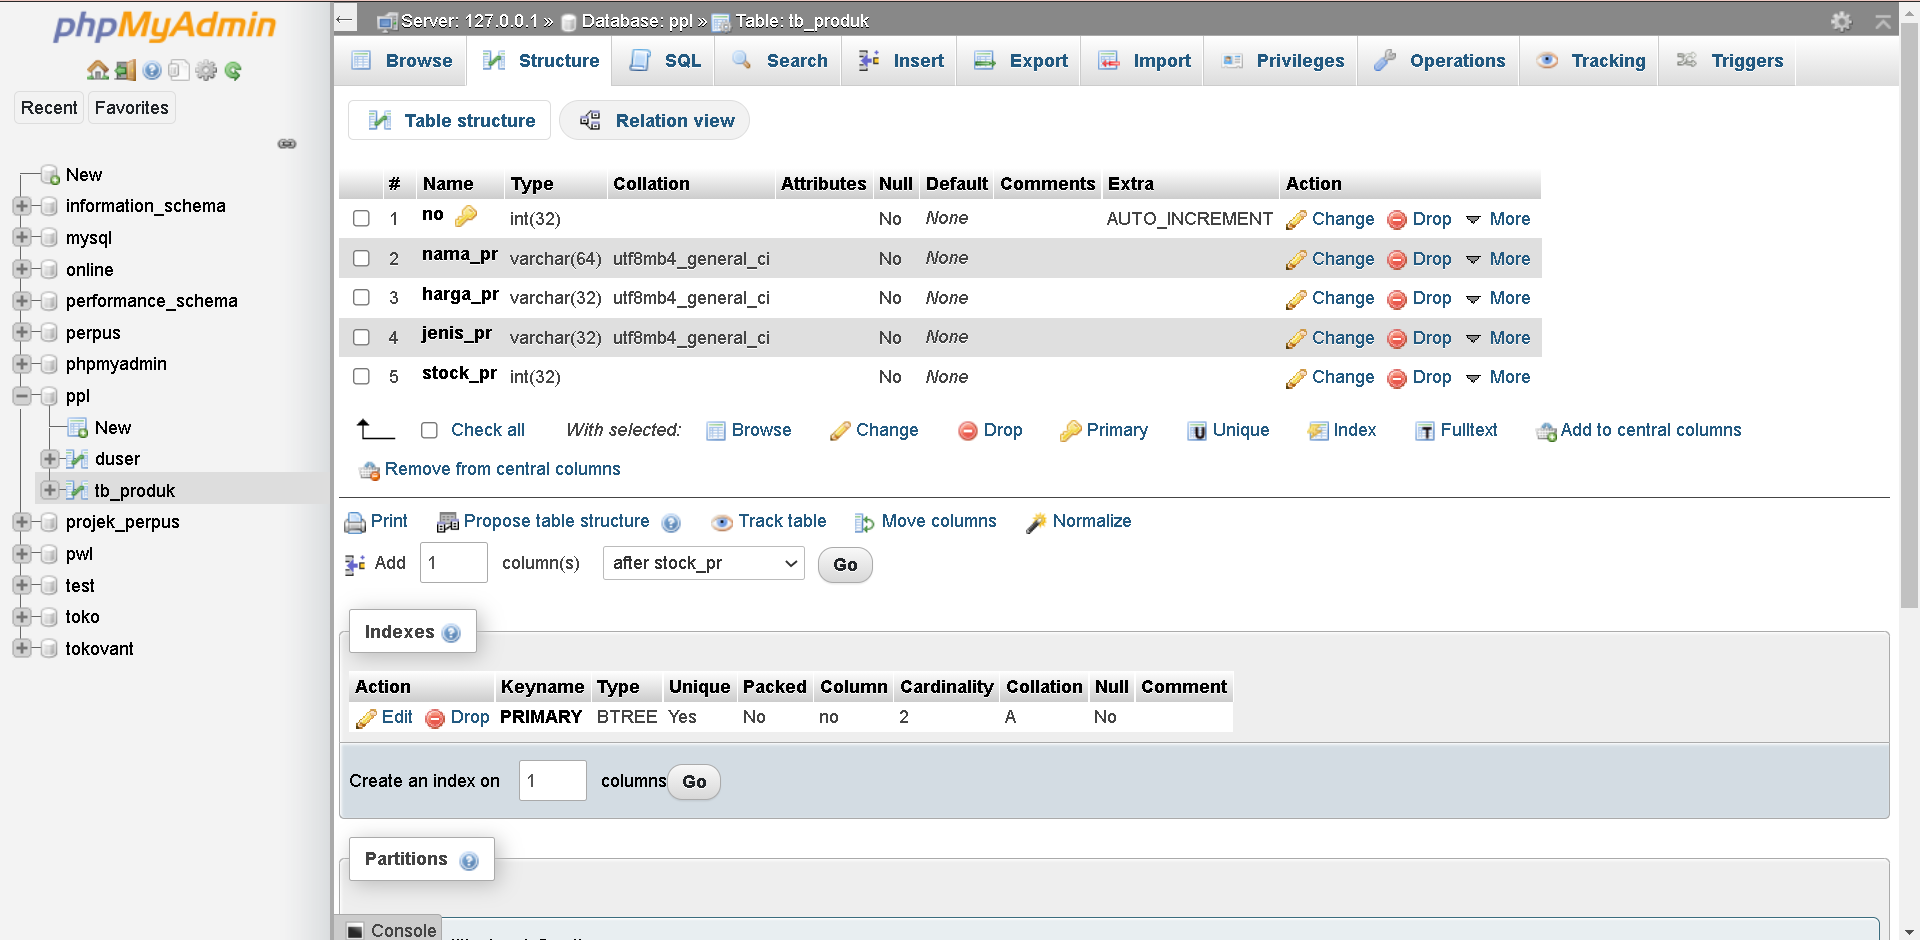 phpMyAdmin
Recent Favorites
New
information_schema
mysql
online
performance_schema
perpus
phpmyadmin
ppl
New
duser
tb_produk
projek_perpus
pwl
test
toko
tokovant
Server: 127.0.0.1 » Database: ppl » Table: tb_produk
Browse Structure SQL Search Insert Export Import Privileges Operations Tracking Triggers
Table structure Relation view
# Name Type Collation Attributes Null Default Comments Extra Action
1 no int(32) No None AUTO_INCREMENT Change Drop More
2 nama_pr varchar(64) utf8mb4_general_ci No None Change Drop More
3 harga_pr varchar(32) utf8mb4_general_ci No None Change Drop More
4 jenis_pr varchar(32) utf8mb4_general_ci No None Change Drop More
5 stock_pr int(32) No None Change Drop More
Check all With selected: Browse Change Drop Primary Unique Index Fulltext Add to central columns
Remove from central columns
Print Propose table structure Track table Move columns Normalize
Add 1 column(s) after stock_pr Go
Indexes
Action Keyname Type Unique Packed Column Cardinality Collation Null Comment
Edit Drop PRIMARY BTREE Yes No no 2 A No
Create an index on 1 columns Go
Partitions
Console